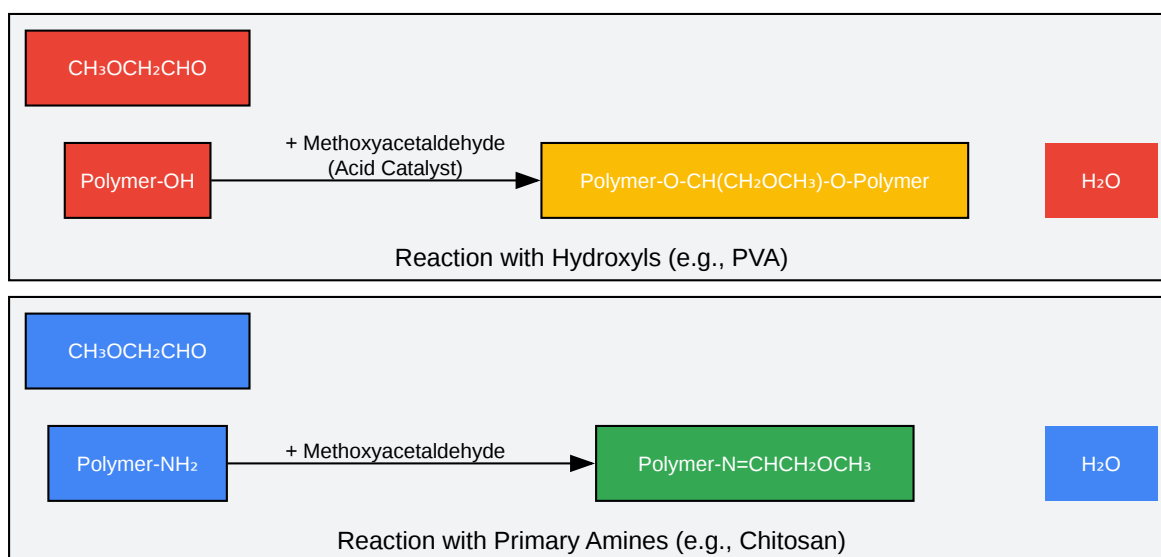 CH₃OCH₂CHO
+ Methoxyacetaldehyde
(Acid Catalyst)
Polymer-OH
Polymer-O-CH(CH₂OCH₃)-O-Polymer
H₂O
Reaction with Hydroxyls (e.g., PVA)
CH₃OCH₂CHO
+ Methoxyacetaldehyde
Polymer-NH₂
Polymer-N=CHCH₂OCH₃
H₂O
Reaction with Primary Amines (e.g., Chitosan)